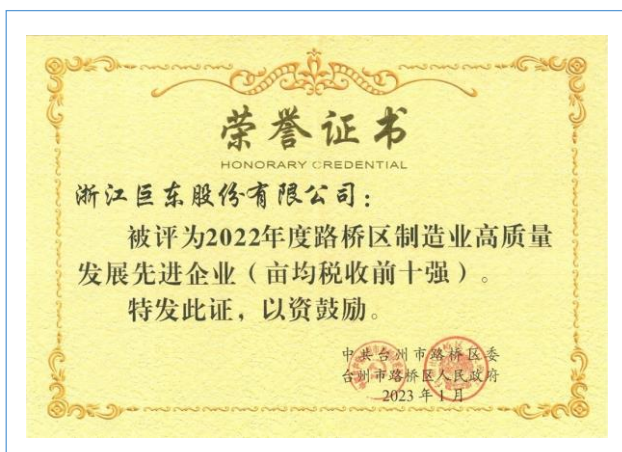 荣誉证书
HONORARY CREDENTIAL
浙江巨东股份有限公司：
被评为2022年度路桥区制造业高质量
发展先进企业（亩均税收前十强）。
特发此证，以资鼓励。
中共台州市路桥区委
台州市路桥区人民政府
2023年1月